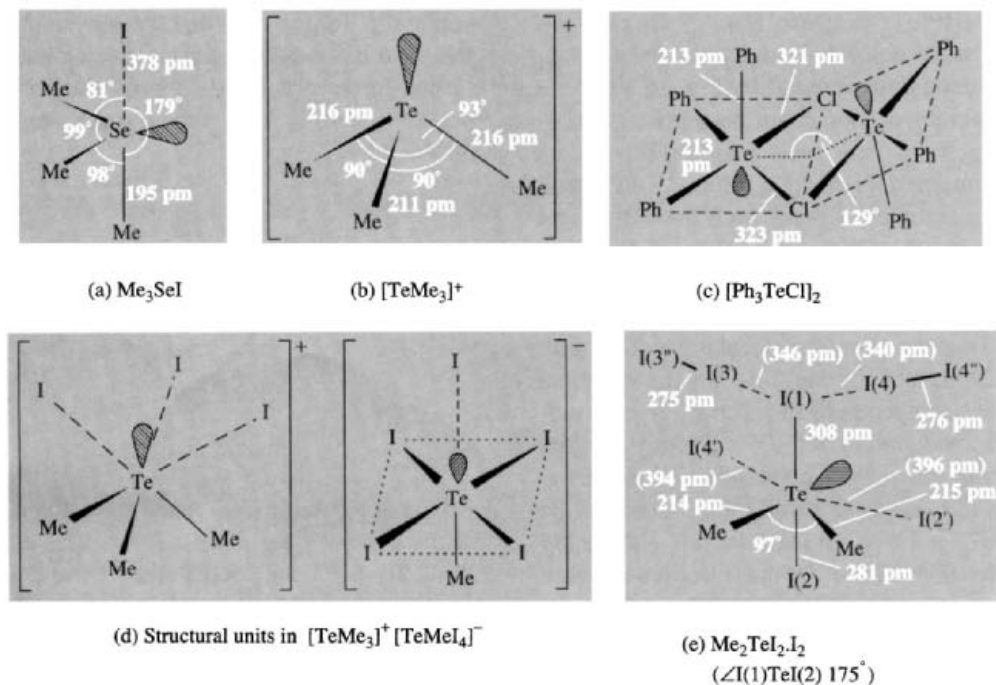 I
378 pm
Me
81°
179°
99°
Se
Me
98°
195 pm
Me
(a) Me₃SeI
+
Te
216 pm
93°
216 pm
90°
90°
Me
Me
211 pm
Me
(b) [TeMe₃]⁺
213 pm
Ph
321 pm
Ph
Ph
Cl
Te
213
pm
Te
Ph
Ph
Cl
129°
Ph
323 pm
(c) [Ph₃TeCl]₂
+
I
I
I
Te
Me
Me
Me
−
I
I
I
Te
I
I
Me
(d) Structural units in [TeMe₃]⁺ [TeMeI₄]⁻
(346 pm)
(340 pm)
I(3")
I(3)
I(4)
I(4")
275 pm
I(1)
276 pm
308 pm
I(4')
(394 pm)
(396 pm)
Te
214 pm
215 pm
I(2')
Me
97°
Me
281 pm
I(2)
(e) Me₂TeI₂.I₂
(∠I(1)TeI(2) 175°)